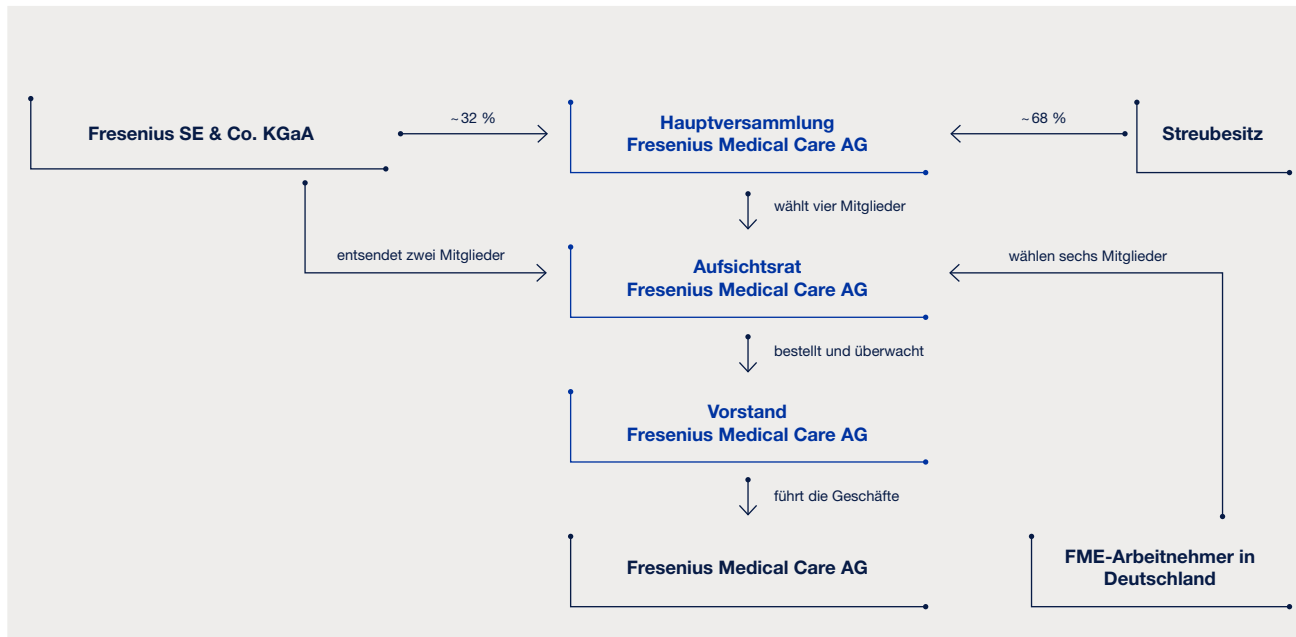 Fresenius SE & Co. KGaA
~32 %
Hauptversammlung
Fresenius Medical Care AG
~68 %
Streubesitz
wählt vier Mitglieder
entsendet zwei Mitglieder
Aufsichtsrat
Fresenius Medical Care AG
wählen sechs Mitglieder
bestellt und überwacht
Vorstand
Fresenius Medical Care AG
führt die Geschäfte
Fresenius Medical Care AG
FME-Arbeitnehmer in
Deutschland